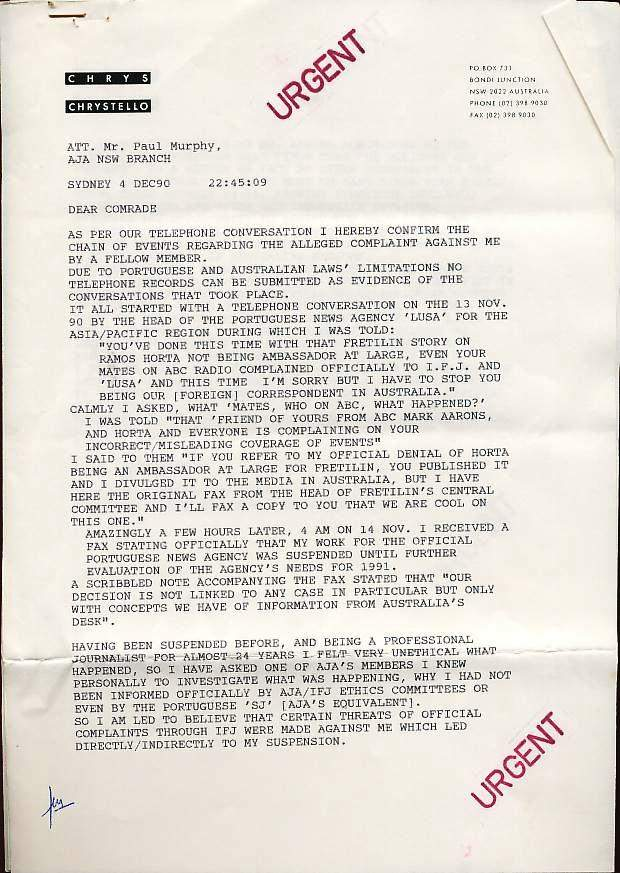 CHRYS
CHRYSTELLO
URGENT
PO BOX 731
BONDI JUNCTION
NSW 2022 AUSTRALIA
PHONE (02) 398 9030
FAX (02) 398 9030
ATT. Mr. Paul Murphy,
AJA NSW BRANCH
SYDNEY 4 DEC90 22:45:09
DEAR COMRADE
AS PER OUR TELEPHONE CONVERSATION I HEREBY CONFIRM THE
CHAIN OF EVENTS REGARDING THE ALLEGED COMPLAINT AGAINST ME
BY A FELLOW MEMBER.
DUE TO PORTUGUESE AND AUSTRALIAN LAWS' LIMITATIONS NO
TELEPHONE RECORDS CAN BE SUBMITTED AS EVIDENCE OF THE
CONVERSATIONS THAT TOOK PLACE.
IT ALL STARTED WITH A TELEPHONE CONVERSATION ON THE 13 NOV.
90 BY THE HEAD OF THE PORTUGUESE NEWS AGENCY 'LUSA' FOR THE
ASIA/PACIFIC REGION DURING WHICH I WAS TOLD:
"YOU'VE DONE THIS TIME WITH THAT FRETILIN STORY ON
RAMOS HORTA NOT BEING AMBASSADOR AT LARGE, EVEN YOUR
MATES ON ABC RADIO COMPLAINED OFFICIALLY TO I.F.J. AND
'LUSA' AND THIS TIME I'M SORRY BUT I HAVE TO STOP YOU
BEING OUR [FOREIGN] CORRESPONDENT IN AUSTRALIA."
CALMLY I ASKED, WHAT 'MATES, WHO ON ABC, WHAT HAPPENED?'
I WAS TOLD "THAT 'FRIEND OF YOURS FROM ABC MARK AARONS,
AND HORTA AND EVERYONE IS COMPLAINING ON YOUR
INCORRECT/MISLEADING COVERAGE OF EVENTS"
I SAID TO THEM "IF YOU REFER TO MY OFFICIAL DENIAL OF HORTA
BEING AN AMBASSADOR AT LARGE FOR FRETILIN, YOU PUBLISHED IT
AND I DIVULGED IT TO THE MEDIA IN AUSTRALIA, BUT I HAVE
HERE THE ORIGINAL FAX FROM THE HEAD OF FRETILIN'S CENTRAL
COMMITTEE AND I'LL FAX A COPY TO YOU THAT WE ARE COOL ON
THIS ONE."
AMAZINGLY A FEW HOURS LATER, 4 AM ON 14 NOV. I RECEIVED A
FAX STATING OFFICIALLY THAT MY WORK FOR THE OFFICIAL
PORTUGUESE NEWS AGENCY WAS SUSPENDED UNTIL FURTHER
EVALUATION OF THE AGENCY'S NEEDS FOR 1991.
A SCRIBBLED NOTE ACCOMPANYING THE FAX STATED THAT "OUR
DECISION IS NOT LINKED TO ANY CASE IN PARTICULAR BUT ONLY
WITH CONCEPTS WE HAVE OF INFORMATION FROM AUSTRALIA'S
DESK".
HAVING BEEN SUSPENDED BEFORE, AND BEING A PROFESSIONAL
JOURNALIST FOR ALMOST 24 YEARS I FELT VERY UNETHICAL WHAT
HAPPENED, SO I HAVE ASKED ONE OF AJA'S MEMBERS I KNEW
PERSONALLY TO INVESTIGATE WHAT WAS HAPPENING, WHY I HAD NOT
BEEN INFORMED OFFICIALLY BY AJA/IFJ ETHICS COMMITTEES OR
EVEN BY THE PORTUGUESE 'SJ' [AJA'S EQUIVALENT].
SO I AM LED TO BELIEVE THAT CERTAIN THREATS OF OFFICIAL
COMPLAINTS THROUGH IFJ WERE MADE AGAINST ME WHICH LED
DIRECTLY/INDIRECTLY TO MY SUSPENSION.
URGENT